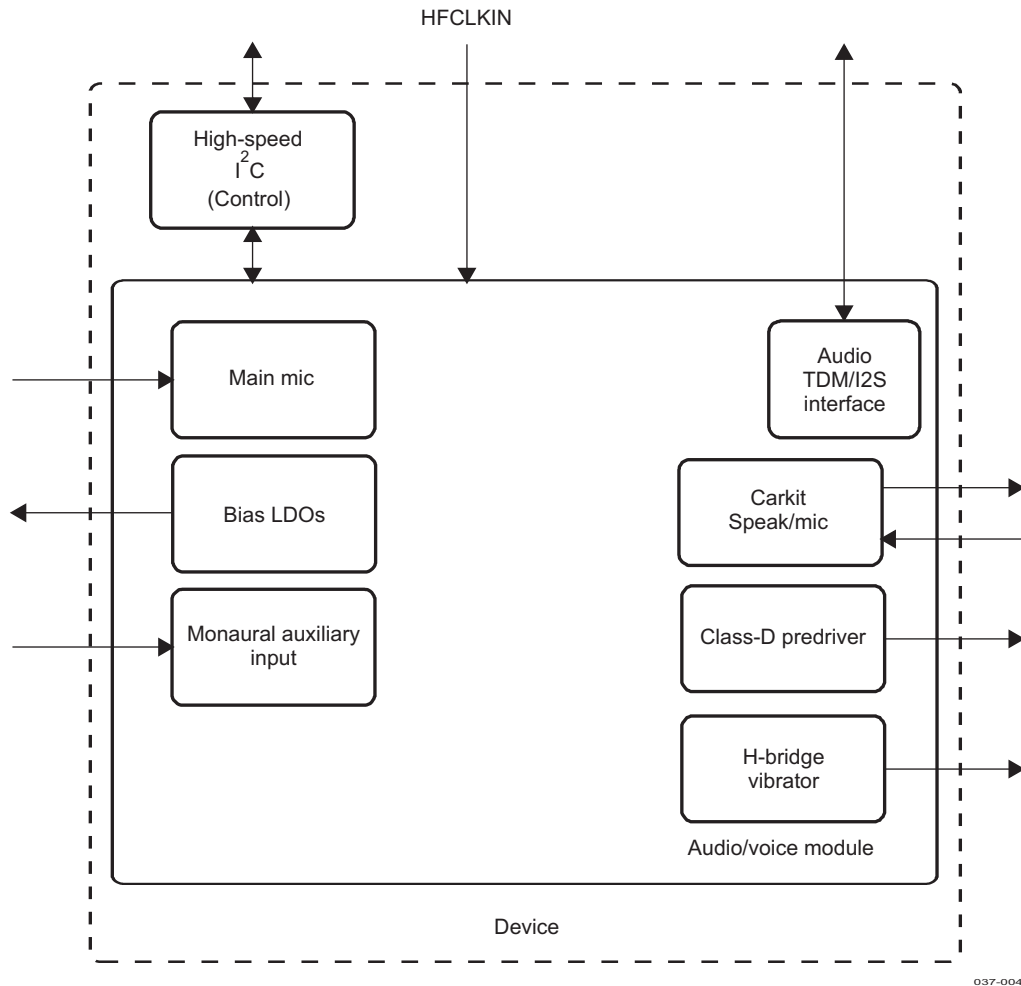 HFCLKIN
High-speed
I²C
(Control)
Main mic
Audio
TDM/I2S
interface
Bias LDOs
Carkit
Speak/mic
Monaural auxiliary
input
Class-D predriver
H-bridge
vibrator
Audio/voice module
Device
037-004